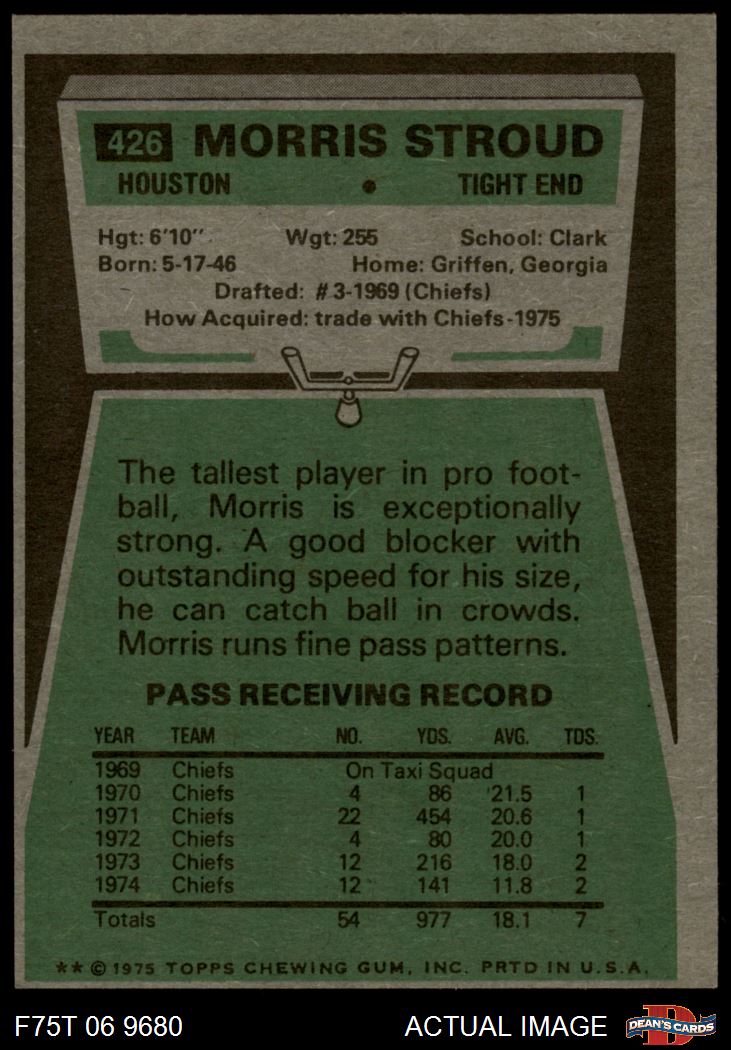 426 MORRIS STROUD
HOUSTON • TIGHT END
Hgt: 6'10" Wgt: 255 School: Clark
Born: 5-17-46 Home: Griffen, Georgia
Drafted: #3-1969 (Chiefs)
How Acquired: trade with Chiefs-1975
The tallest player in pro foot-
ball, Morris is exceptionally
strong. A good blocker with
outstanding speed for his size,
he can catch ball in crowds.
Morris runs fine pass patterns.
PASS RECEIVING RECORD
YEAR TEAM NO. YDS. AVG. TDS.
1969 Chiefs On Taxi Squad
1970 Chiefs 4 86 21.5 1
1971 Chiefs 22 454 20.6 1
1972 Chiefs 4 80 20.0 1
1973 Chiefs 12 216 18.0 2
1974 Chiefs 12 141 11.8 2
Totals 54 977 18.1 7
** © 1975 TOPPS CHEWING GUM, INC. PRTD IN U.S.A.
F75T 06 9680 ACTUAL IMAGE DEAN'S CARDS